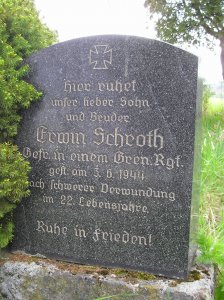 Hier ruhet
unser lieber Sohn
und Bruder
Erwin Schroth
Gefr. in einem Gren. Rgt.
gest. am 5. 6. 1944
nach schwerer Verwundung
im 22. Lebensjahre.
Ruhe in Frieden!